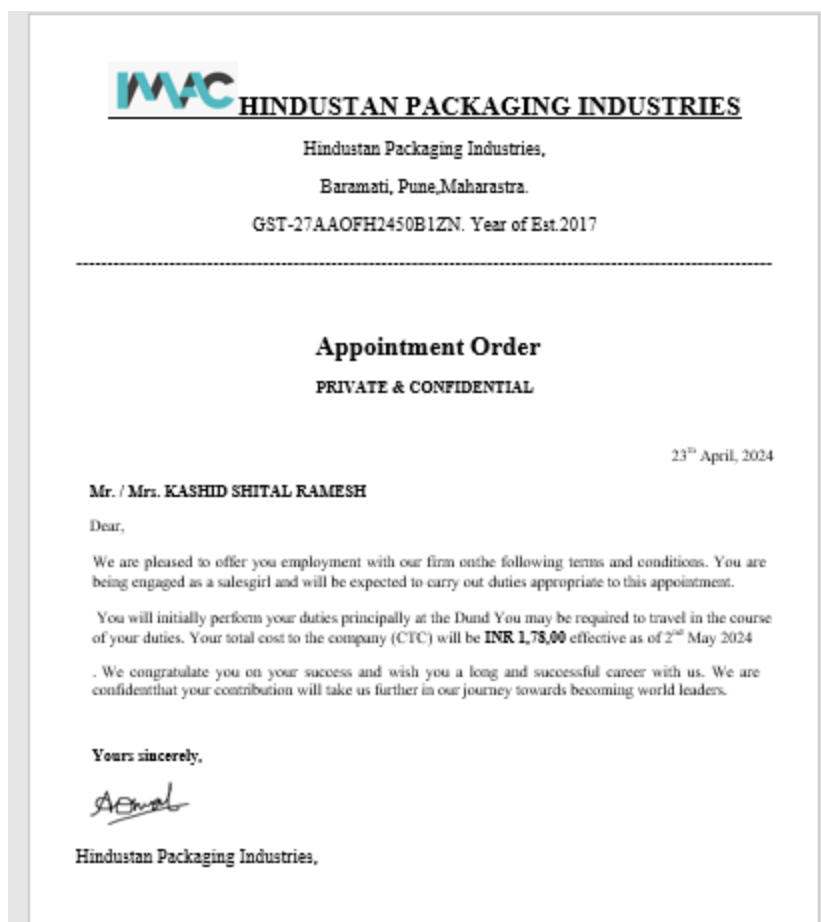 IMAC HINDUSTAN PACKAGING INDUSTRIES
Hindustan Packaging Industries,
Baramati, Pune,Maharastra.
GST-27AAOFH2450B1ZN. Year of Est.2017
Appointment Order
PRIVATE & CONFIDENTIAL
23Th April, 2024
Mr. / Mrs. KASHID SHITAL RAMESH
Dear,
We are pleased to offer you employment with our firm onthe following terms and conditions. You are
being engaged as a salesgirl and will be expected to carry out duties appropriate to this appointment.
You will initially perform your duties principally at the Dund You may be required to travel in the course
of your duties. Your total cost to the company (CTC) will be INR 1,78,00 effective as of 2nd May 2024
. We congratulate you on your success and wish you a long and successful career with us. We are
confidentthat your contribution will take us further in our journey towards becoming world leaders.
Yours sincerely,
Hindustan Packaging Industries,